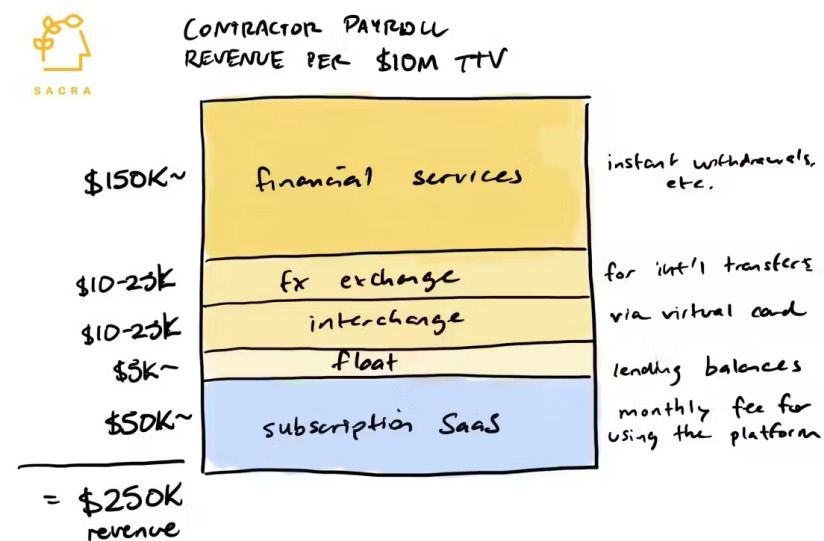 SACRA
CONTRACTOR PAYROLL
REVENUE PER $10M TTV
$150K~ financial services instant withdrawals, etc.
$10-25K fx exchange for int'l transfers
$10-25K interchange via virtual card
$5K~ float lending balances
$50K~ subscription SaaS monthly fee for
using the platform
= $250K
revenue